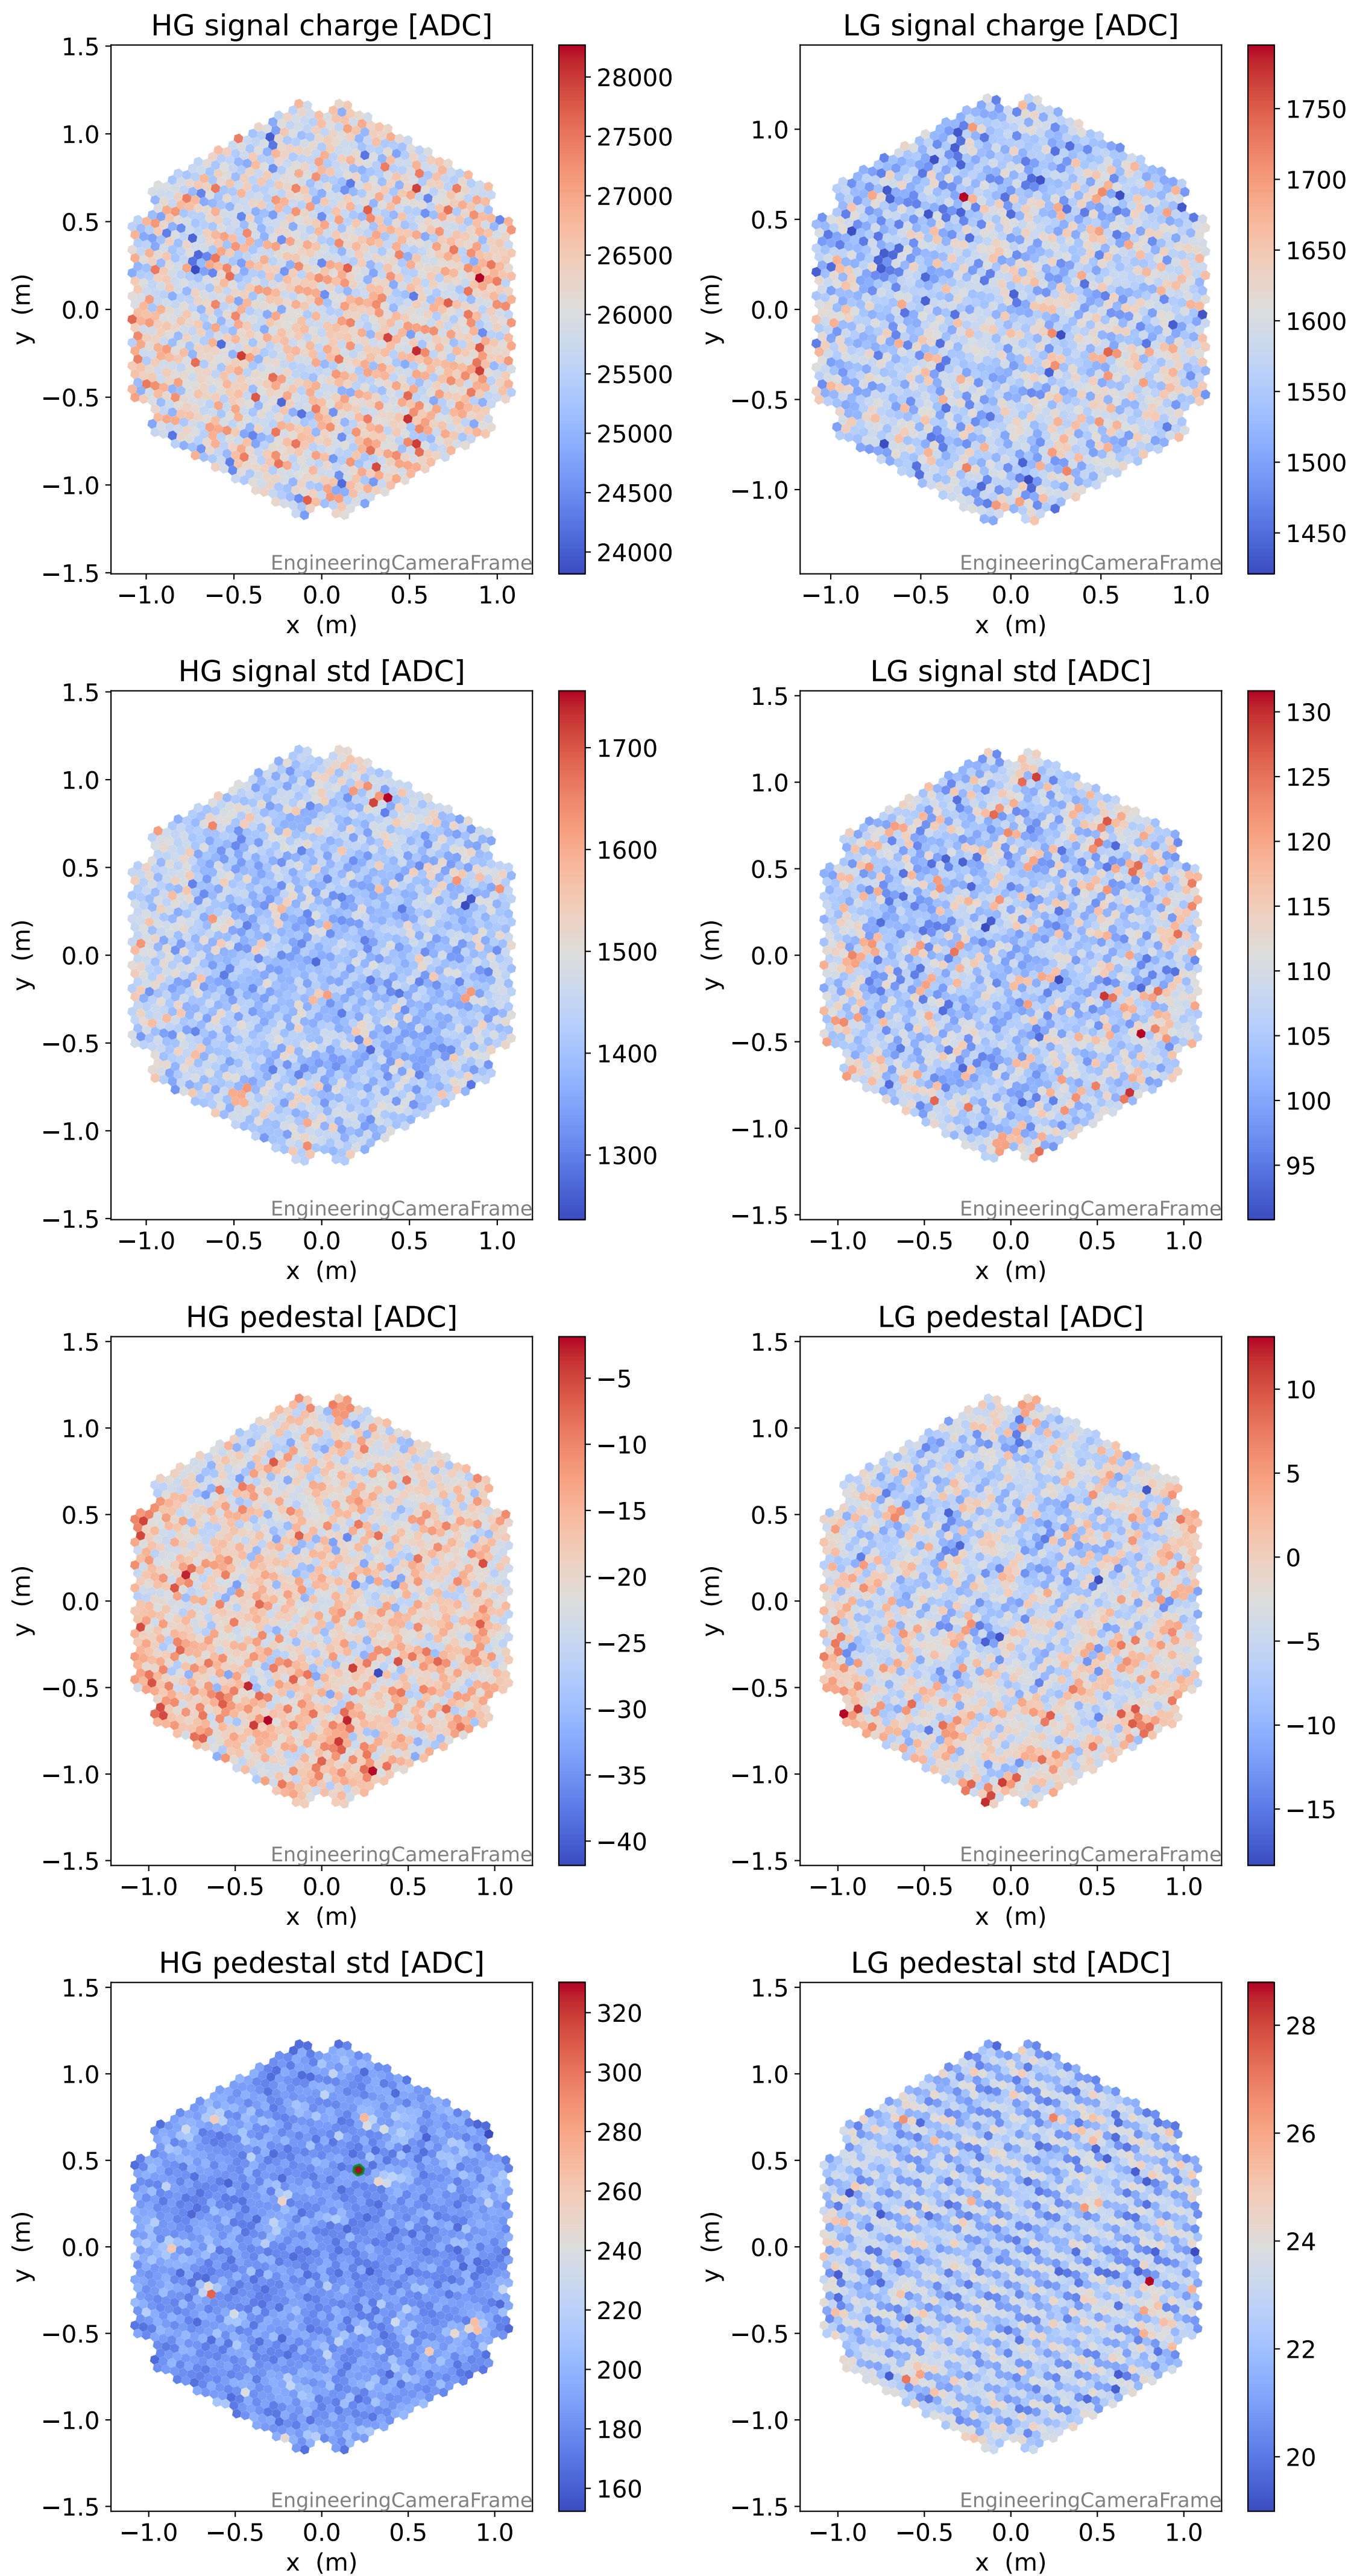 HG signal charge [ADC]
1.5
1.0
0.5
0.0
−0.5
−1.0
−1.5
y (m)
−1.0 −0.5 0.0 0.5 1.0
x (m)
EngineeringCameraFrame
28000
27500
27000
26500
26000
25500
25000
24500
24000
LG signal charge [ADC]
1.0
0.5
0.0
−0.5
−1.0
y (m)
−1.0 −0.5 0.0 0.5 1.0
x (m)
EngineeringCameraFrame
1750
1700
1650
1600
1550
1500
1450
HG signal std [ADC]
1.5
1.0
0.5
0.0
−0.5
−1.0
−1.5
y (m)
−1.0 −0.5 0.0 0.5 1.0
x (m)
EngineeringCameraFrame
1700
1600
1500
1400
1300
LG signal std [ADC]
1.5
1.0
0.5
0.0
−0.5
−1.0
−1.5
y (m)
−1.0 −0.5 0.0 0.5 1.0
x (m)
EngineeringCameraFrame
130
125
120
115
110
105
100
95
HG pedestal [ADC]
1.5
1.0
0.5
0.0
−0.5
−1.0
−1.5
y (m)
−1.0 −0.5 0.0 0.5 1.0
x (m)
EngineeringCameraFrame
−5
−10
−15
−20
−25
−30
−35
−40
LG pedestal [ADC]
1.5
1.0
0.5
0.0
−0.5
−1.0
−1.5
y (m)
−1.0 −0.5 0.0 0.5 1.0
x (m)
EngineeringCameraFrame
10
5
0
−5
−10
−15
HG pedestal std [ADC]
1.5
1.0
0.5
0.0
−0.5
−1.0
−1.5
y (m)
−1.0 −0.5 0.0 0.5 1.0
x (m)
EngineeringCameraFrame
320
300
280
260
240
220
200
180
160
LG pedestal std [ADC]
1.5
1.0
0.5
0.0
−0.5
−1.0
−1.5
y (m)
−1.0 −0.5 0.0 0.5 1.0
x (m)
EngineeringCameraFrame
28
26
24
22
20